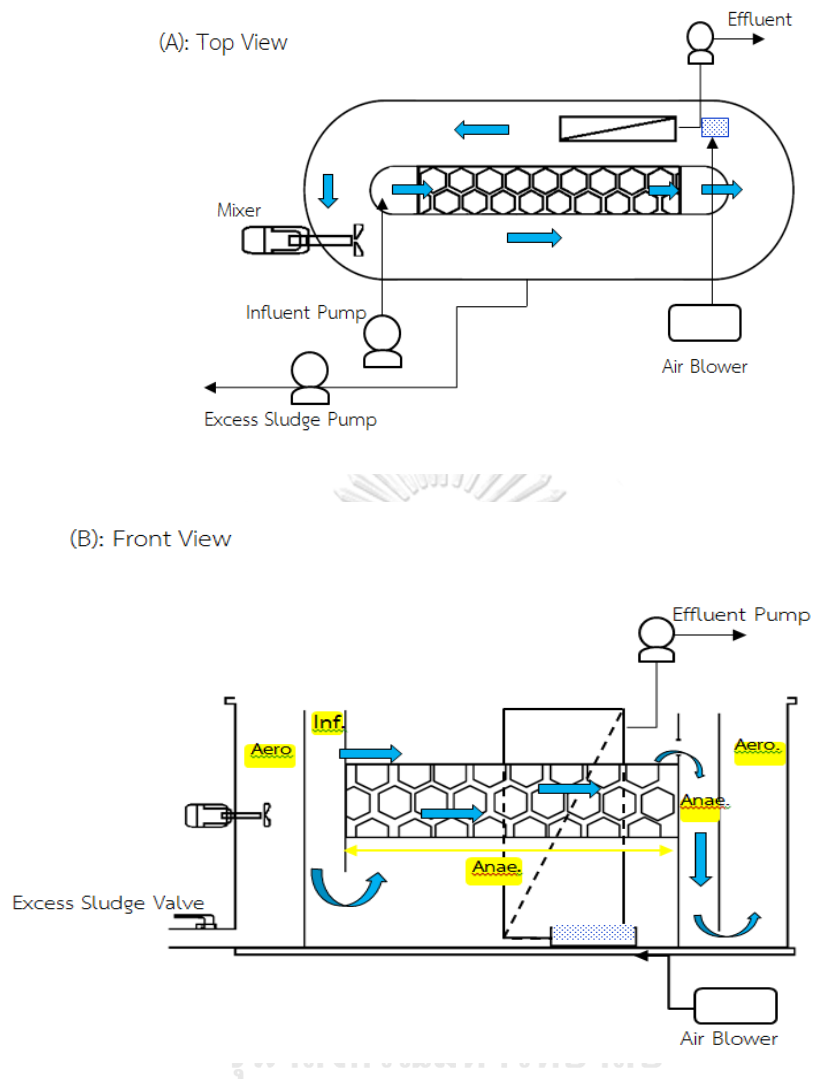 (A): Top View
Effluent
Mixer
Influent Pump
Air Blower
Excess Sludge Pump
(B): Front View
Effluent Pump
Inf.
Aero
Aero.
Anae.
Anae.
Excess Sludge Valve
Air Blower